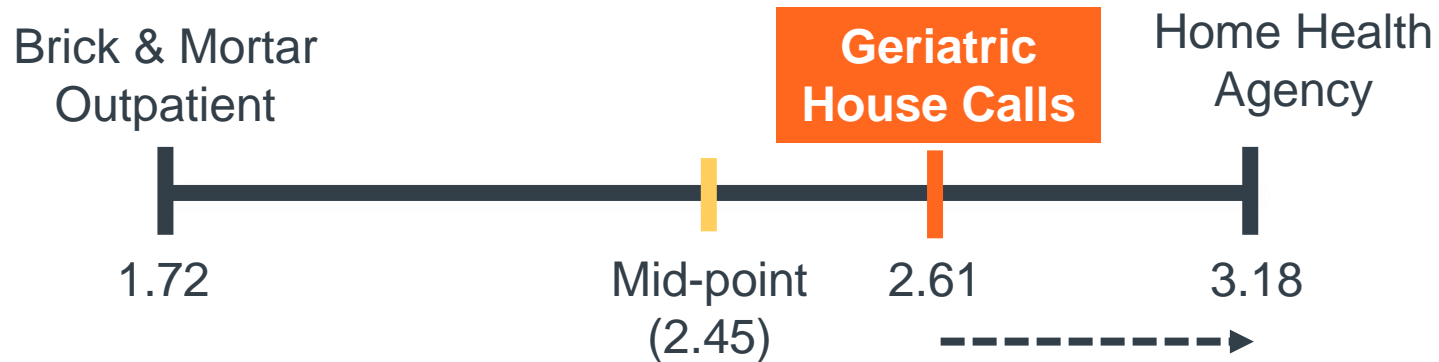 Brick & Mortar
Outpatient
Geriatric
House Calls
Home Health
Agency
1.72
Mid-point
(2.45)
2.61
3.18